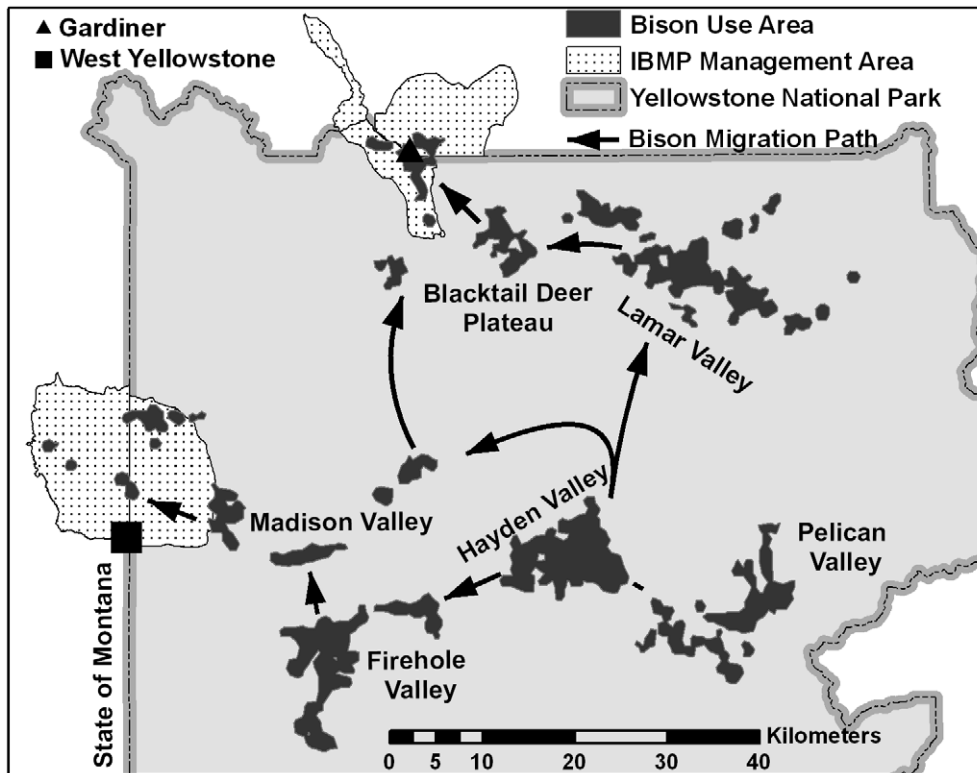 Gardiner
West Yellowstone
Bison Use Area
IBMP Management Area
Yellowstone National Park
Bison Migration Path
Blacktail Deer
Plateau
Lamar Valley
Madison Valley
Hayden Valley
Pelican
Valley
Firehole
Valley
State of Montana
Kilometers
0 5 10 20 30 40